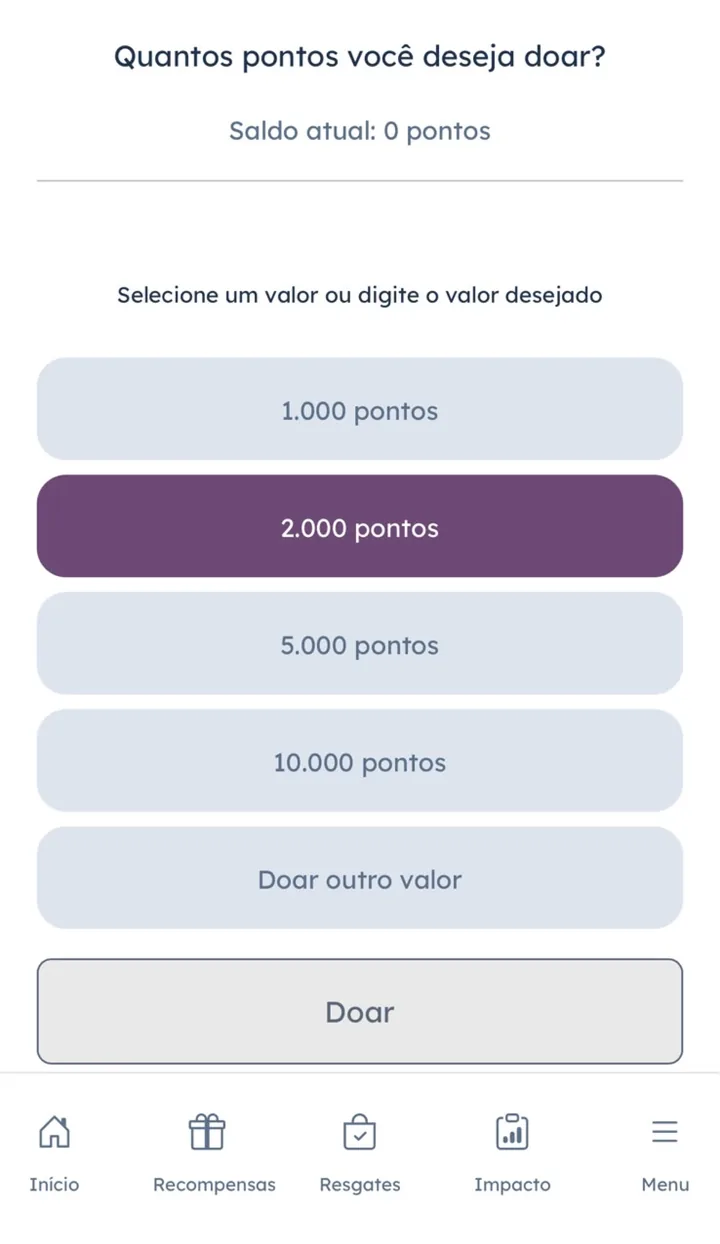 Quantos pontos você deseja doar?
Saldo atual: 0 pontos
Selecione um valor ou digite o valor desejado
1.000 pontos
2.000 pontos
5.000 pontos
10.000 pontos
Doar outro valor
Doar
Início
Recompensas
Resgates
Impacto
Menu